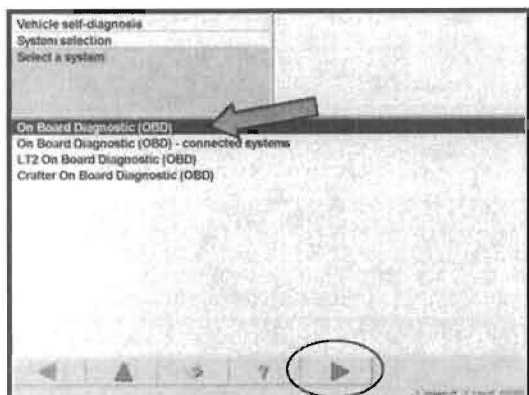 Vehicle self-diagnosis
System selection
Select a system
On Board Diagnostic (OBD)
On Board Diagnostic (OBD) - connected systems
LT2 On Board Diagnostic (OBD)
Crafter On Board Diagnostic (OBD)
?